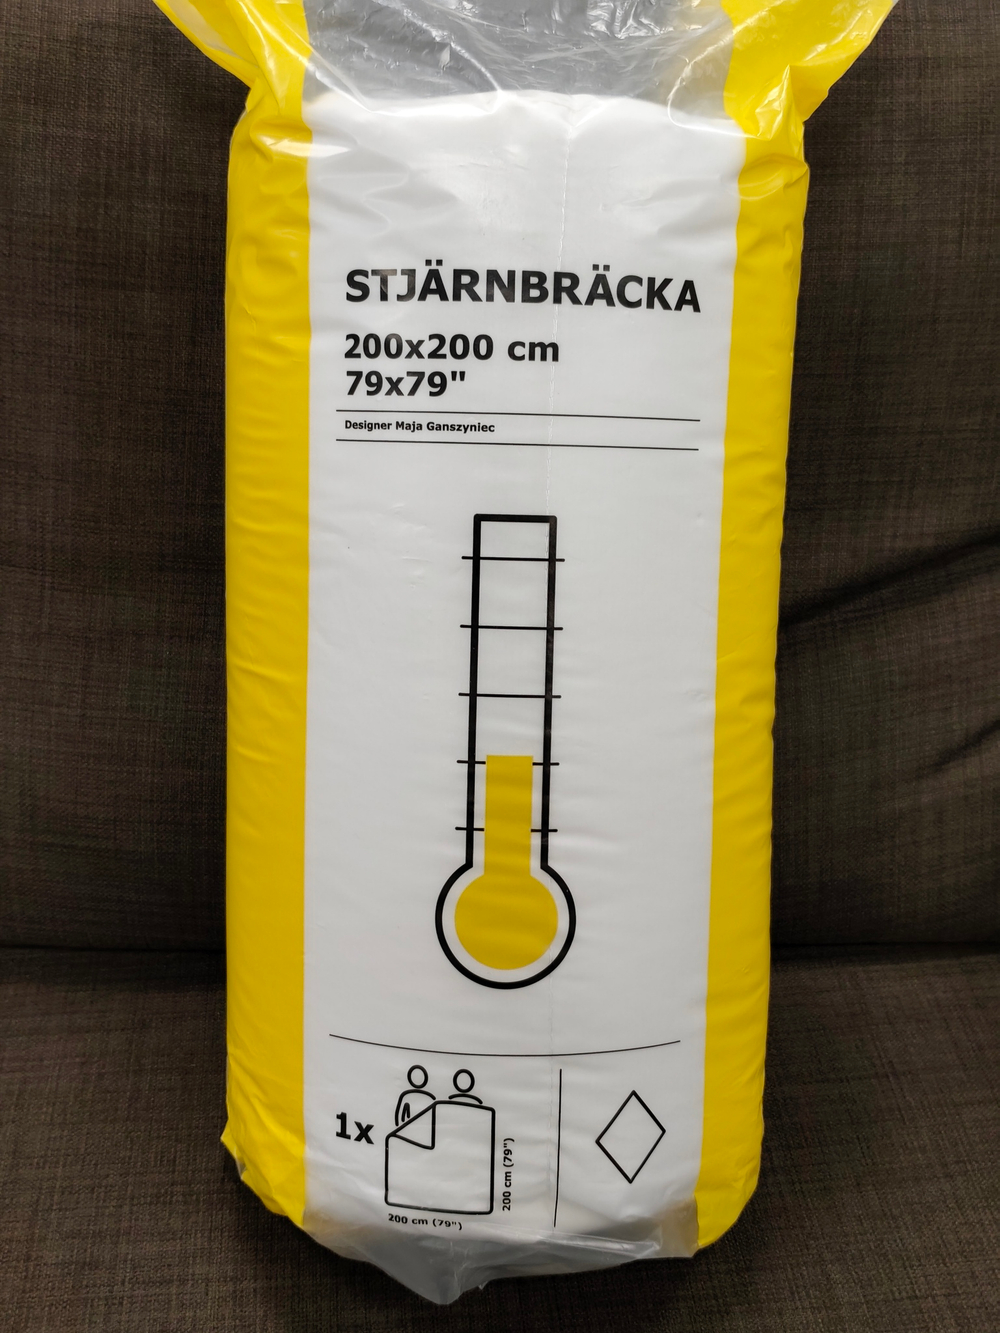 STJÄRNBRÄCKA
200x200 cm
79x79"
Designer Maja Ganszyniec
1x
200 cm (79")
200 cm (79")